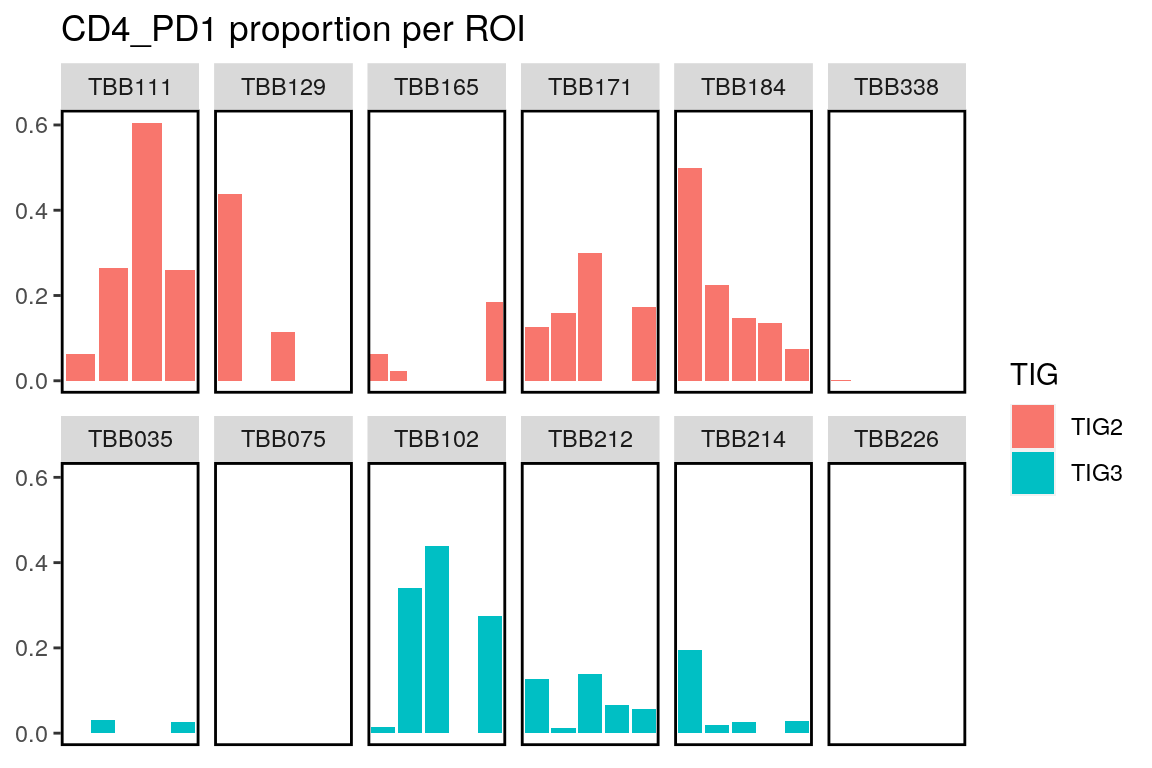 CD4_PD1 proportion per ROI
TBB111 TBB129 TBB165 TBB171 TBB184 TBB338
0.6
0.4
0.2
0.0
TIG
TIG2
TIG3
TBB035 TBB075 TBB102 TBB212 TBB214 TBB226
0.6
0.4
0.2
0.0